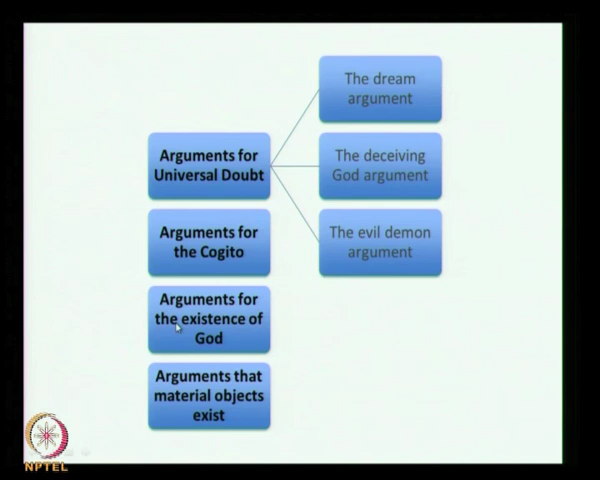 The dream
argument
Arguments for
Universal Doubt
The deceiving
God argument
Arguments for
the Cogito
The evil demon
argument
Arguments for
the existence of
God
Arguments that
material objects
exist
NPTEL